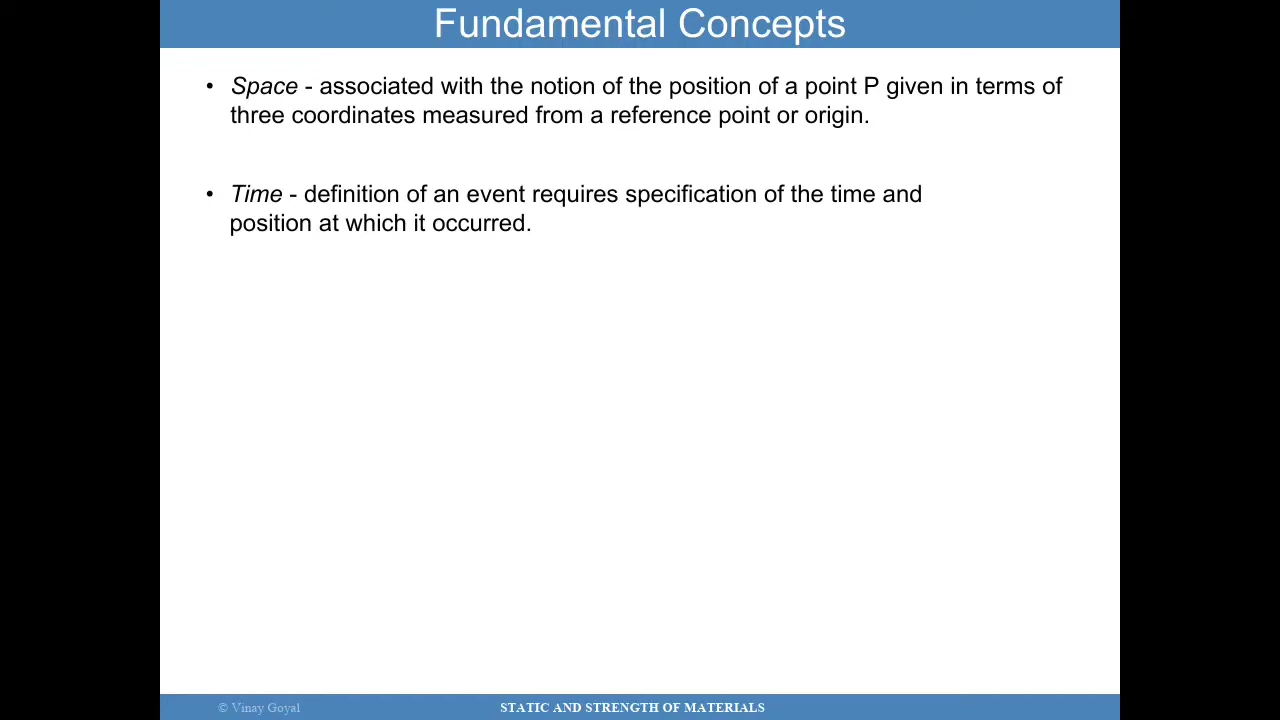 Fundamental Concepts
• Space - associated with the notion of the position of a point P given in terms of
three coordinates measured from a reference point or origin.
• Time - definition of an event requires specification of the time and
position at which it occurred.
© Vinay Goyal
STATIC AND STRENGTH OF MATERIALS